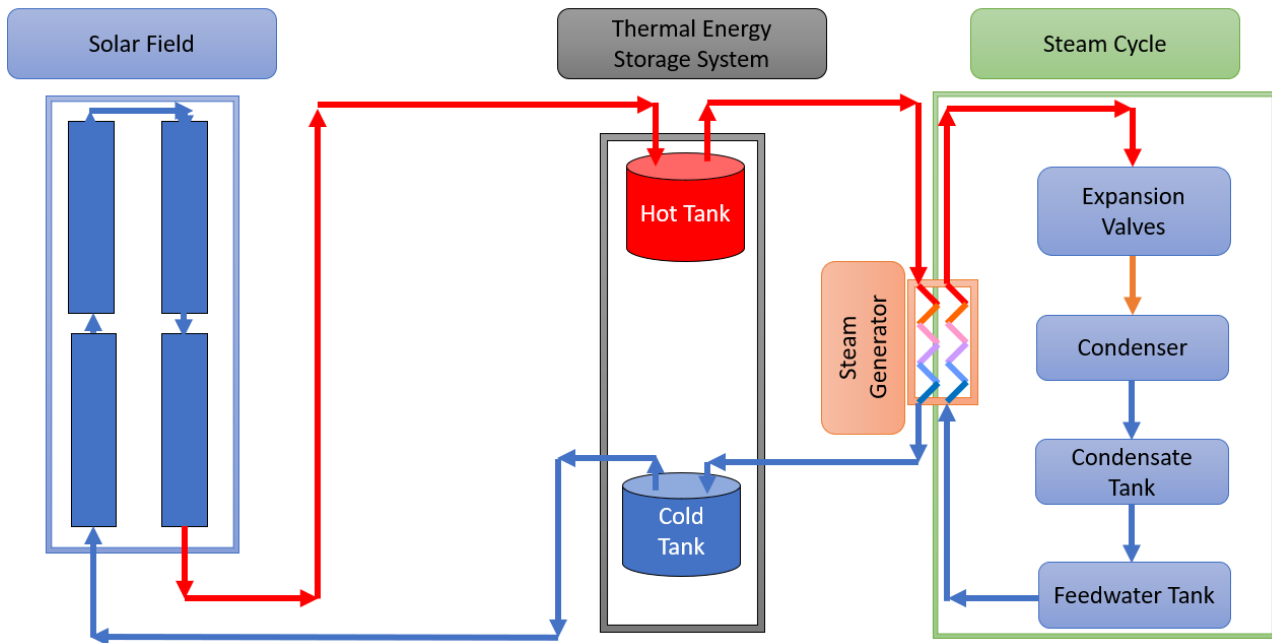 Solar Field
Thermal Energy
Storage System
Steam Cycle
Hot Tank
Expansion
Valves
Steam
Generator
Condenser
Condensate
Tank
Cold
Tank
Feedwater Tank